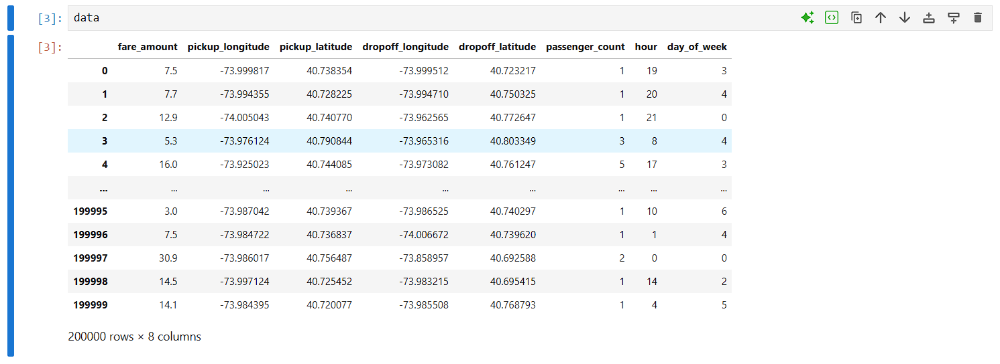 [3]: data
[3]:
fare_amount pickup_longitude pickup_latitude dropoff_longitude dropoff_latitude passenger_count hour day_of_week
0 7.5 -73.999817 40.738354 -73.999512 40.723217 1 19 3
1 7.7 -73.994355 40.728225 -73.994710 40.750325 1 20 4
2 12.9 -74.005043 40.740770 -73.962565 40.772647 1 21 0
3 5.3 -73.976124 40.790844 -73.965316 40.803349 3 8 4
4 16.0 -73.925023 40.744085 -73.973082 40.761247 5 17 3
... ... ... ... ... ... ... ... ...
199995 3.0 -73.987042 40.739367 -73.986525 40.740297 1 10 6
199996 7.5 -73.984722 40.736837 -74.006672 40.739620 1 1 4
199997 30.9 -73.986017 40.756487 -73.858957 40.692588 2 0 0
199998 14.5 -73.997124 40.725452 -73.983215 40.695415 1 14 2
199999 14.1 -73.984395 40.720077 -73.985508 40.768793 1 4 5
200000 rows × 8 columns